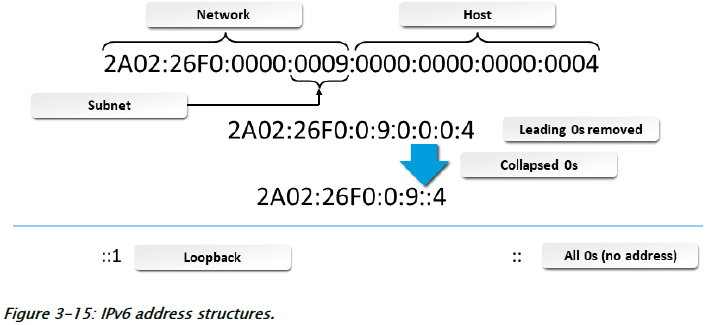 Network
Host
2A02:26F0:0000:0009:0000:0000:0000:0004
Subnet
2A02:26F0:0:9:0:0:0:4
Leading 0s removed
Collapsed 0s
2A02:26F0:0:9::4
::1
Loopback
::
All 0s (no address)
Figure 3-15: IPv6 address structures.